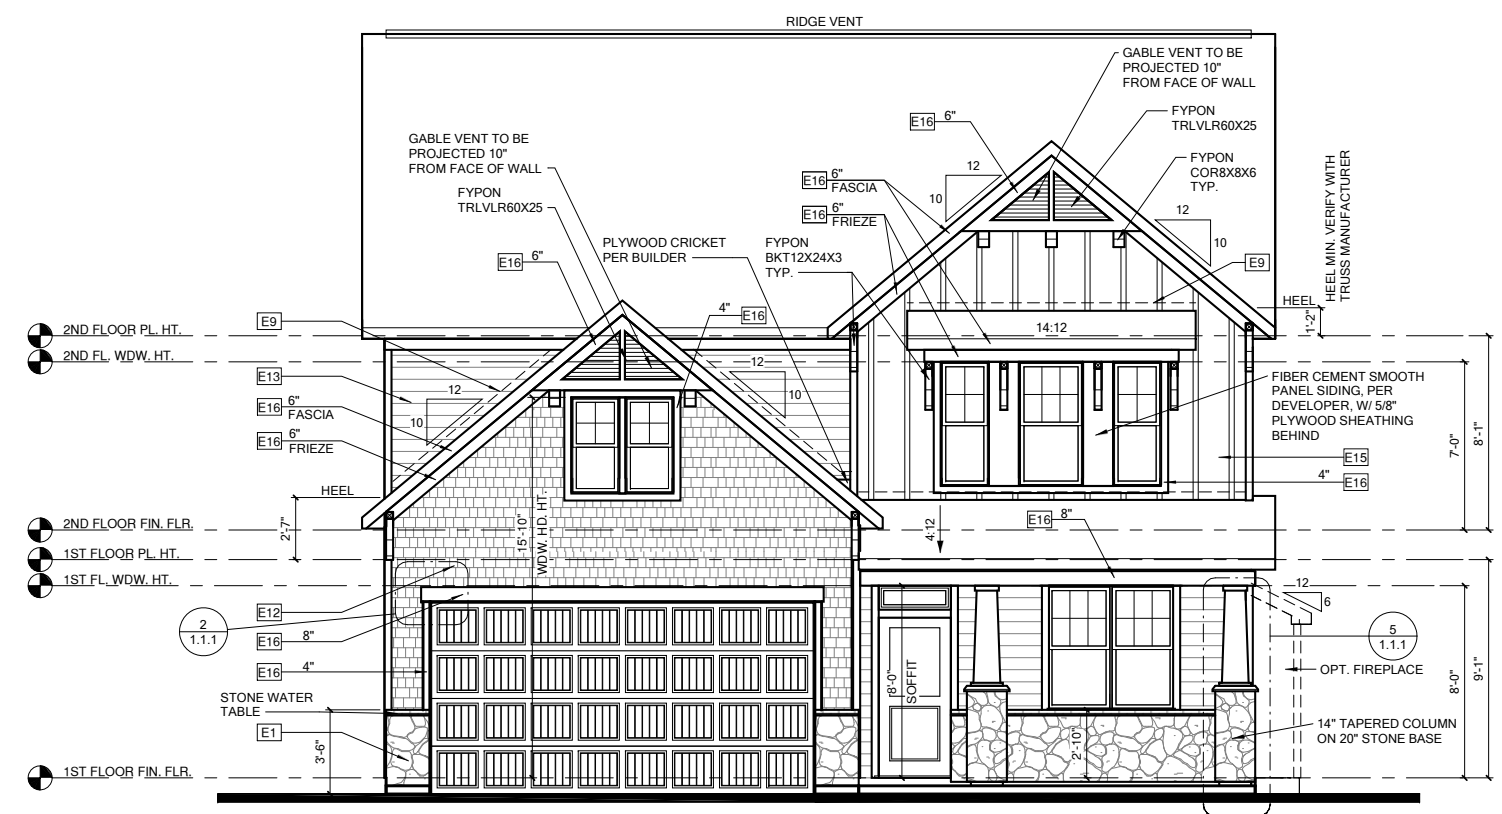 RIDGE VENT
GABLE VENT TO BE
PROJECTED 10"
FROM FACE OF WALL
FYPON
TRLVLR60X25
FYPON
COR8X8X6
TYP.
E16 6"
12
10
E16 6"
FASCIA
E16 6"
FRIEZE
12
10
HEEL MIN. VERIFY WITH
TRUSS MANUFACTURER
GABLE VENT TO BE
PROJECTED 10"
FROM FACE OF WALL
FYPON
TRLVLR60X25
PLYWOOD CRICKET
PER BUILDER
FYPON
BKT12X24X3
TYP.
E16 6"
E9
HEEL
1'-2"
4"
E16
E9
14:12
2ND FLOOR PL. HT.
2ND FL. WDW. HT.
E13
12
10
12
10
E16 6"
FASCIA
E16 6"
FRIEZE
FIBER CEMENT SMOOTH
PANEL SIDING, PER
DEVELOPER, W/ 5/8"
PLYWOOD SHEATHING
BEHIND
7'-0"
8'-1"
E15
4"
E16
HEEL
2'-7"
15'-10"
WDW. HD. HT.
4:12
E16 8"
2ND FLOOR FIN. FLR.
1ST FLOOR PL. HT.
1ST FL. WDW. HT.
12
6
E12
2
1.1.1
E16 8"
5
1.1.1
E16 4"
8'-0"
SOFFIT
OPT. FIREPLACE
8'-0"
9'-1"
STONE WATER
TABLE
E1
3'-6"
2'-10"
14" TAPERED COLUMN
ON 20" STONE BASE
1ST FLOOR FIN. FLR.